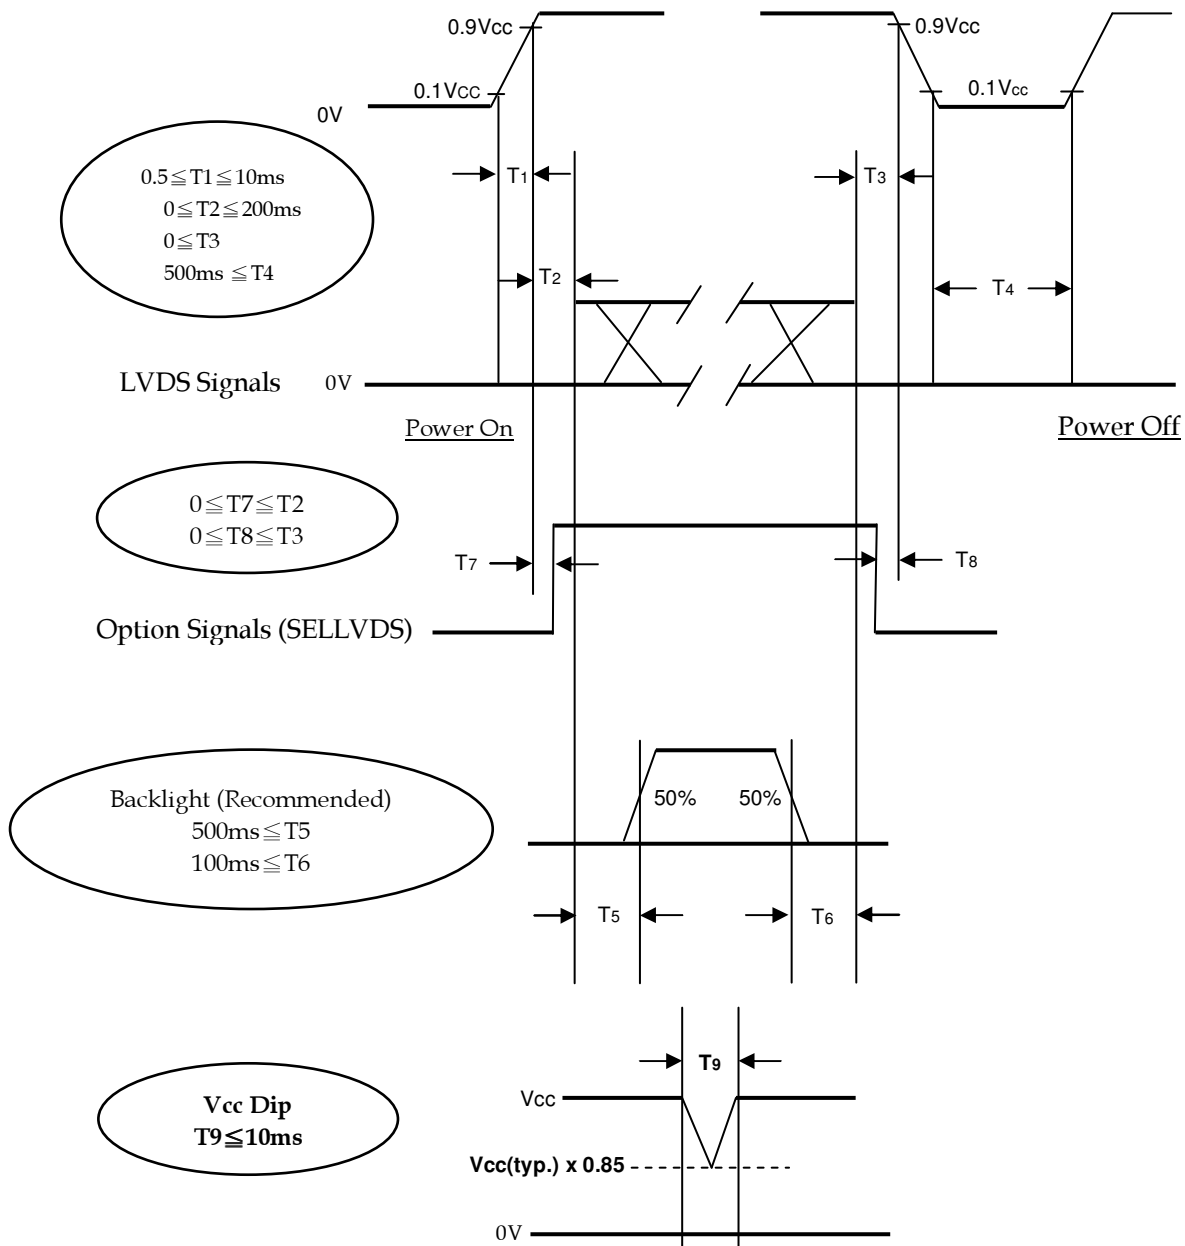 0.9Vcc
0.9Vcc
0.1Vcc
0.1Vcc
0V
0.5≦T1≦10ms
0≦T2≦200ms
0≦T3
500ms ≦T4
T1
T3
T2
T4
LVDS Signals
0V
Power On
Power Off
0≦T7≦T2
0≦T8≦T3
T7
T8
Option Signals (SELLVDS)
Backlight (Recommended)
500ms≦T5
100ms≦T6
50%
50%
T5
T6
T9
Vcc Dip
T9≦10ms
Vcc
Vcc(typ.) x 0.85
0V